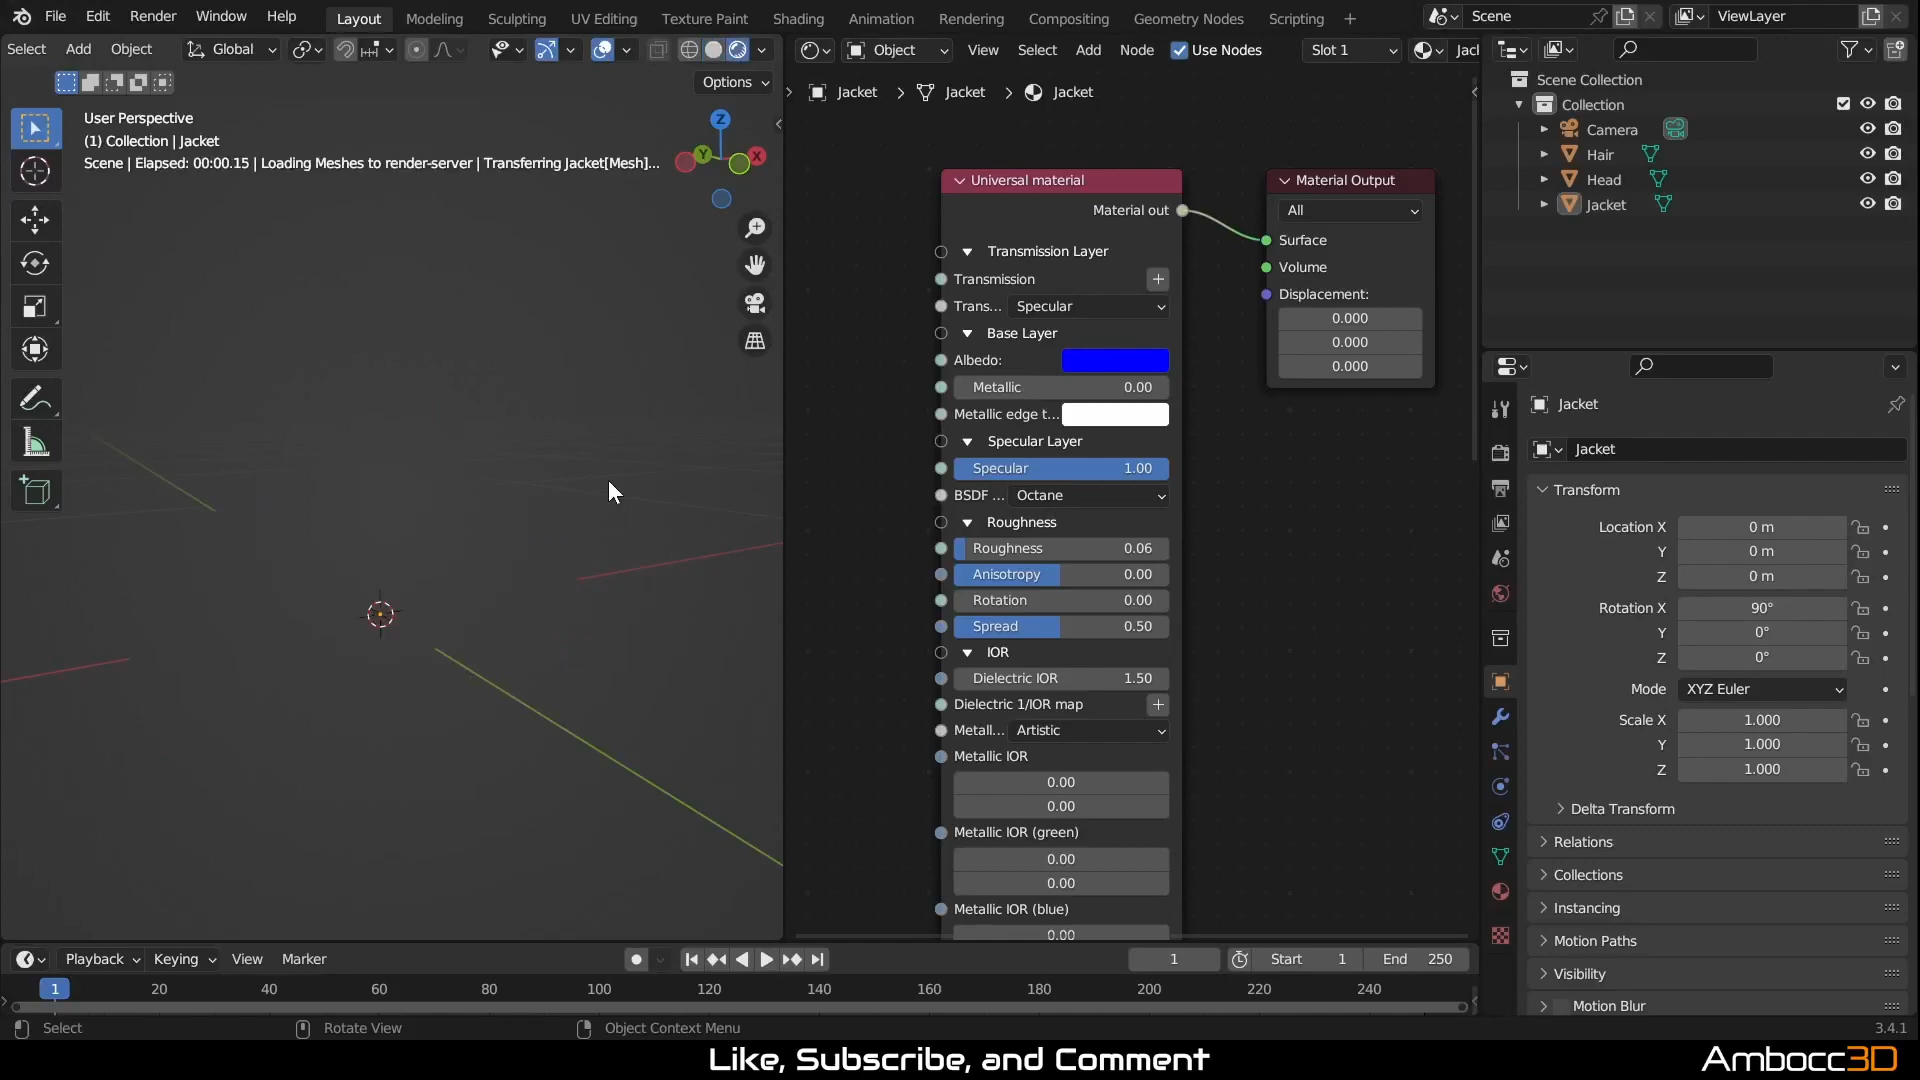 File Edit Render Window Help Layout Modeling Sculpting UV Editing Texture Paint Shading Animation Rendering Compositing Geometry Nodes Scripting + Scene ViewLayer
Select Add Object Global Object View Select Add Node Use Nodes Slot 1 Jacl
Options
Jacket > Jacket > Jacket
User Perspective
(1) Collection | Jacket
Scene | Elapsed: 00:00.15 | Loading Meshes to render-server | Transferring Jacket[Mesh]...
Z
Y
X
Universal material
Material out
Transmission Layer
Transmission
Trans... Specular
Base Layer
Albedo:
Metallic 0.00
Metallic edge t...
Specular Layer
Specular 1.00
BSDF ... Octane
Roughness
Roughness 0.06
Anisotropy 0.00
Rotation 0.00
Spread 0.50
IOR
Dielectric IOR 1.50
Dielectric 1/IOR map
Metall... Artistic
Metallic IOR
0.00
0.00
Metallic IOR (green)
0.00
0.00
Metallic IOR (blue)
0.00
Material Output
All
Surface
Volume
Displacement:
0.000
0.000
0.000
Scene Collection
Collection
Camera
Hair
Head
Jacket
Jacket
Jacket
Transform
Location X 0 m
Y 0 m
Z 0 m
Rotation X 90°
Y 0°
Z 0°
Mode XYZ Euler
Scale X 1.000
Y 1.000
Z 1.000
Delta Transform
Relations
Collections
Instancing
Motion Paths
Visibility
Motion Blur
Playback Keying View Marker 1 Start 1 End 250
1 20 40 60 80 100 120 140 160 180 200 220 240
Select Rotate View Object Context Menu 3.4.1
Like, Subscribe, and Comment
Ambocc3D